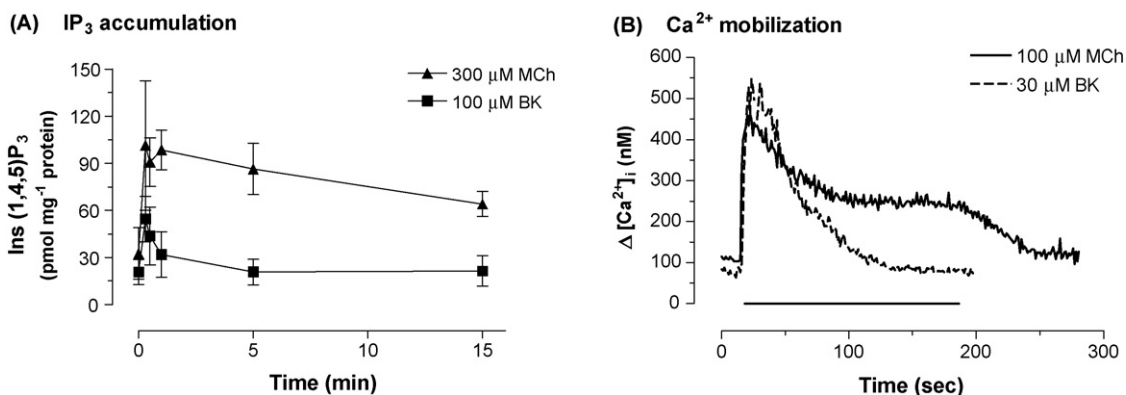 (A) IP3 accumulation
150
120
90
60
30
0
Ins (1,4,5)P3
(pmol mg-1 protein)
300 µM MCh
100 µM BK
0 5 10 15
Time (min)
(B) Ca2+ mobilization
600
500
400
300
200
100
0
Δ [Ca2+]i (nM)
100 µM MCh
30 µM BK
0 100 200 300
Time (sec)